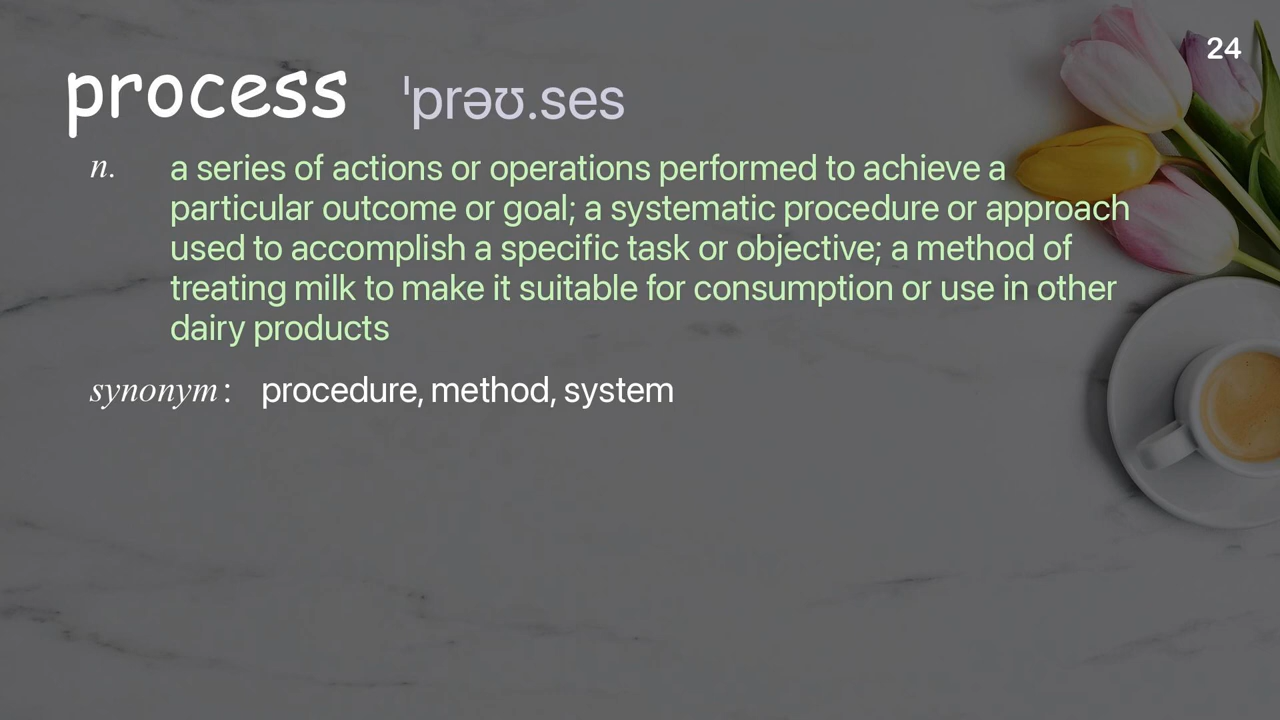 24
process ˈprəʊ.ses
n. a series of actions or operations performed to achieve a
particular outcome or goal; a systematic procedure or approach
used to accomplish a specific task or objective; a method of
treating milk to make it suitable for consumption or use in other
dairy products
synonym: procedure, method, system